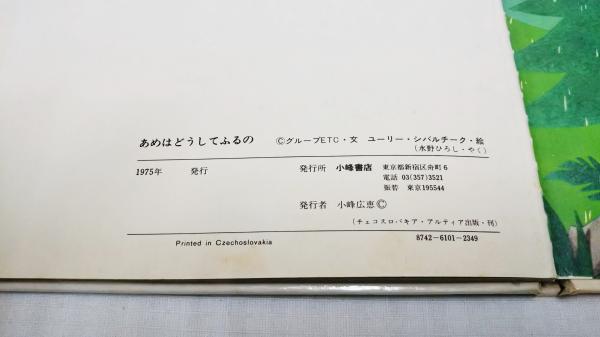 あめはどうしてふるの　ⒸグループETC・文　ユーリー・シバルチーク・絵
(水野ひろし・やく)
1975年　発行　発行所　小峰書店　東京都新宿区舟町6
電話 03(357)3521
振替 東京195544
発行者　小峰広恵Ⓒ
(チェコスロバキア・アルティア出版・刊)
Printed in Czechoslovakia　8742-6101-2349